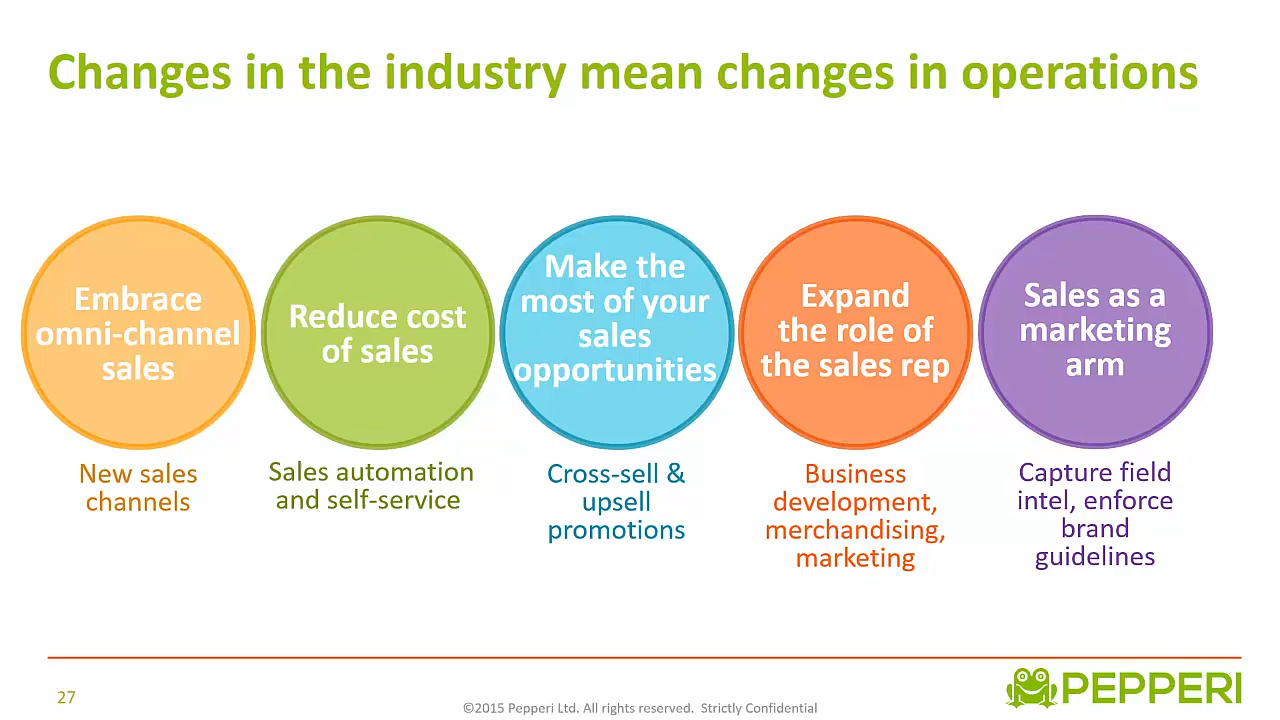 Changes in the industry mean changes in operations
Embrace
omni-channel
sales
New sales
channels
Reduce cost
of sales
Sales automation
and self-service
Make the
most of your
sales
opportunities
Cross-sell &
upsell
promotions
Expand
the role of
the sales rep
Business
development,
merchandising,
marketing
Sales as a
marketing
arm
Capture field
intel, enforce
brand
guidelines
27
©2015 Pepperi Ltd. All rights reserved. Strictly Confidential
PEPPERI